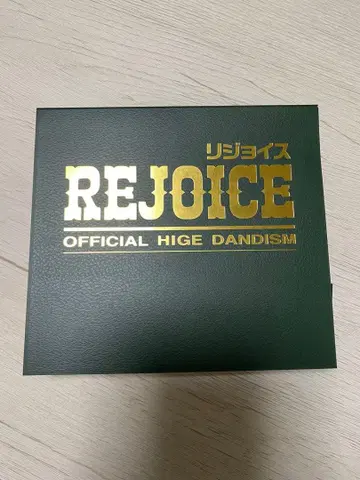 リジョイス
REJOICE
OFFICIAL HIGE DANDISM